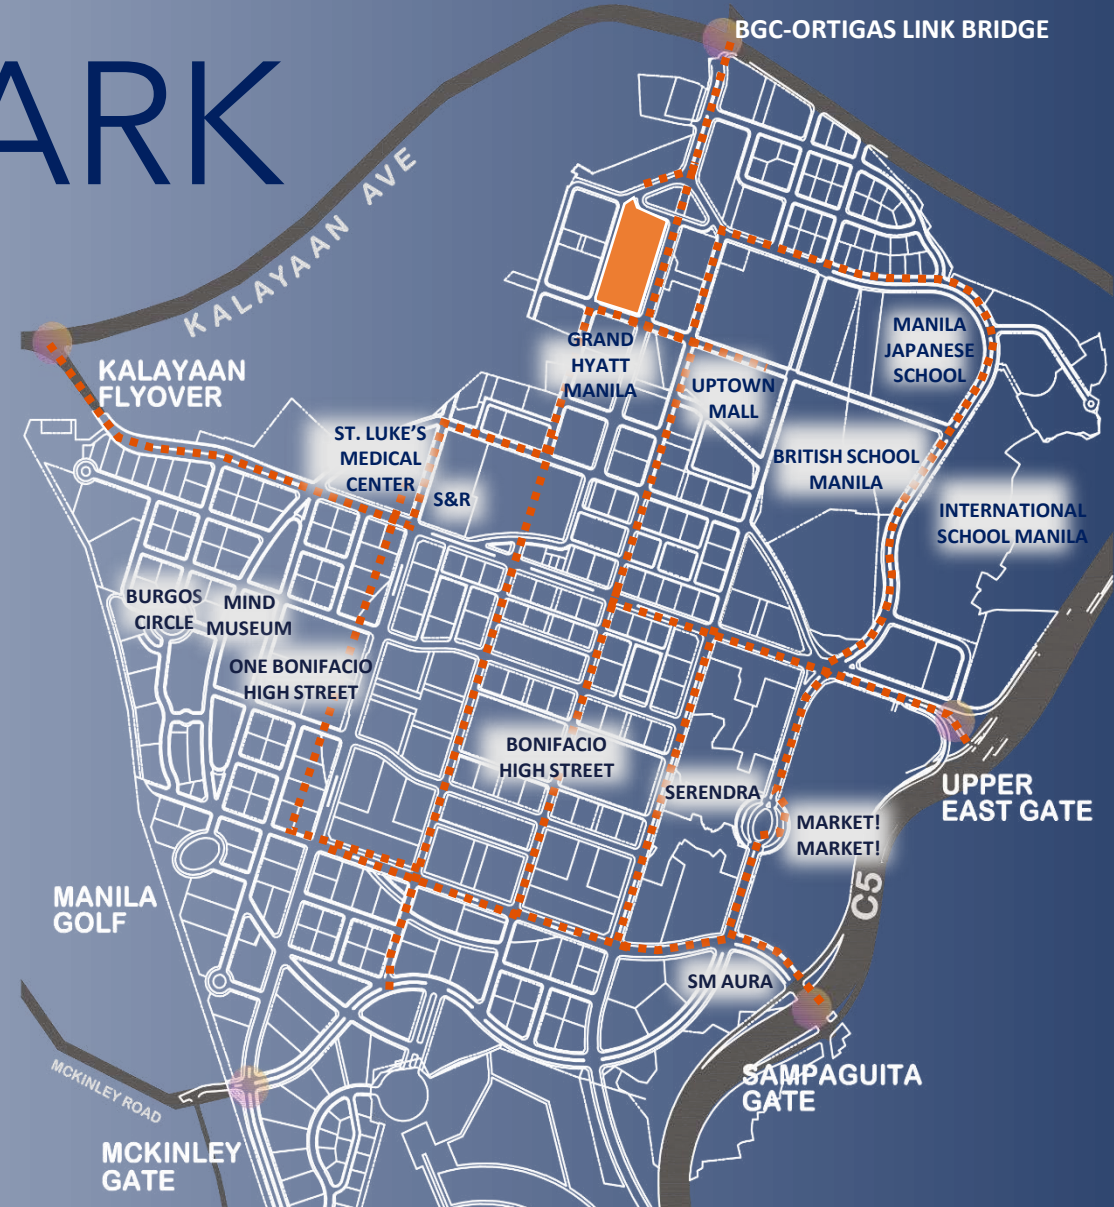 BGC-ORTIGAS LINK BRIDGE
ARK
KALAYAAN AVE
KALAYAAN
FLYOVER
GRAND
HYATT
MANILA
UPTOWN
MALL
MANILA
JAPANESE
SCHOOL
ST. LUKE'S
MEDICAL
CENTER
S&R
BRITISH SCHOOL
MANILA
INTERNATIONAL
SCHOOL MANILA
BURGOS
CIRCLE
MIND
MUSEUM
ONE BONIFACIO
HIGH STREET
BONIFACIO
HIGH STREET
SERENDRA
MARKET!
MARKET!
UPPER
EAST GATE
C5
MANILA
GOLF
SM AURA
SAMPAGUITA
GATE
MCKINLEY ROAD
MCKINLEY
GATE